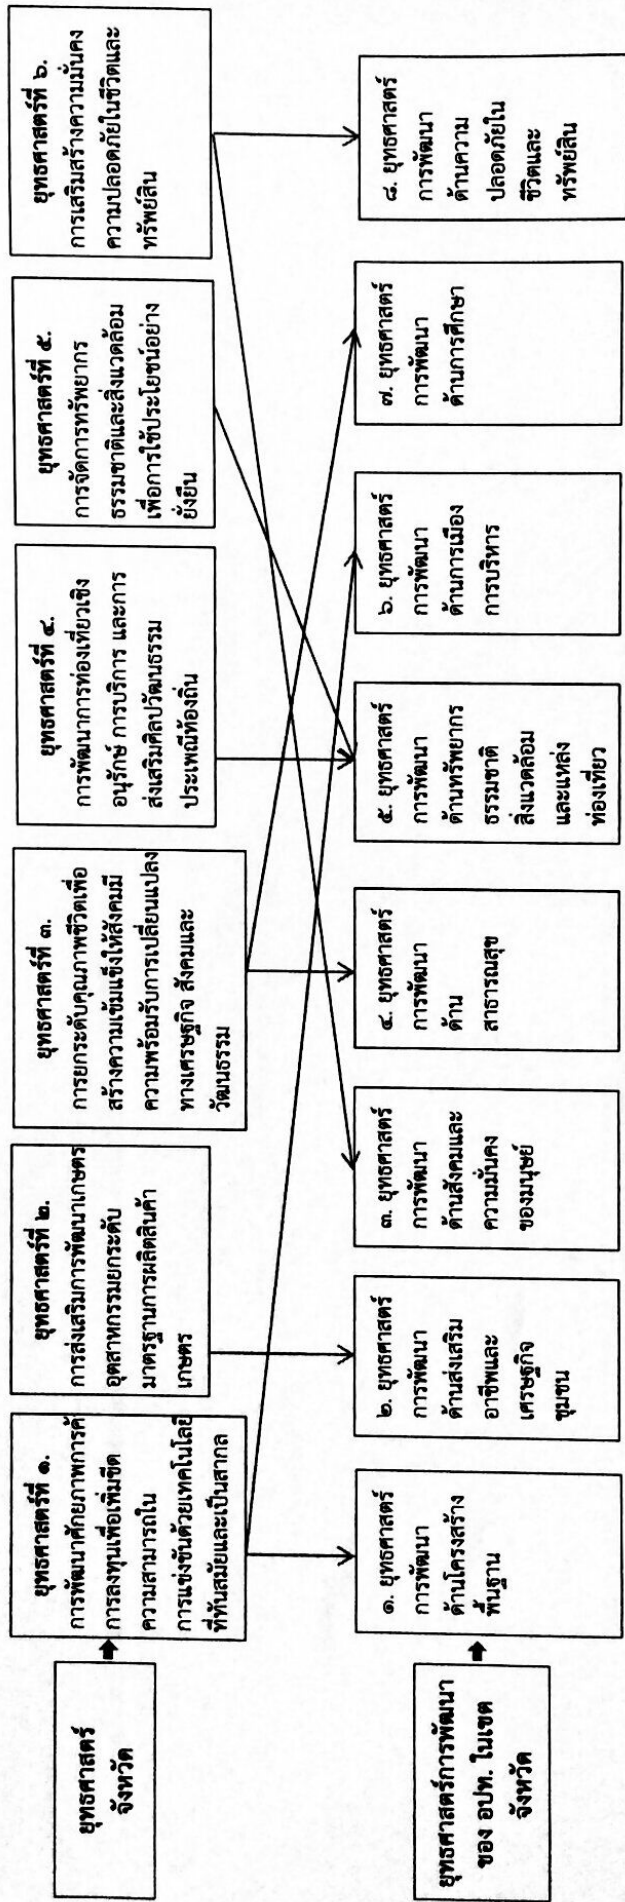 ยุทธศาสตร์
จังหวัด
ยุทธศาสตร์ที่ ๑.
การพัฒนาศักยภาพการค้
การลงทุนเพื่อเพิ่มขีด
ความสามารถใน
การแข่งขันด้วยเทคโนโลยี
ที่ทันสมัยและเป็นสากล
ยุทธศาสตร์ที่ ๒.
การส่งเสริมการพัฒนาเกษตร
อุตสาหกรรมยกระดับ
มาตรฐานการผลิตสินค้า
เกษตร
ยุทธศาสตร์ที่ ๓.
การยกระดับคุณภาพชีวิตเพื่อ
สร้างความเข้มแข็งให้สังคมมี
ความพร้อมรับการเปลี่ยนแปลง
ทางเศรษฐกิจ สังคมและ
วัฒนธรรม
ยุทธศาสตร์ที่ ๔.
การพัฒนาการท่องเที่ยวเชิง
อนุรักษ์ การบริการ และการ
ส่งเสริมศิลปวัฒนธรรม
ประเพณีท้องถิ่น
ยุทธศาสตร์ที่ ๕.
การจัดการทรัพยากร
ธรรมชาติและสิ่งแวดล้อม
เพื่อการใช้ประโยชน์อย่าง
ยั่งยืน
ยุทธศาสตร์ที่ ๖.
การเสริมสร้างความมั่นคง
ความปลอดภัยในชีวิตและ
ทรัพย์สิน
ยุทธศาสตร์การพัฒนา
ของ อปท. ในเขต
จังหวัด
๑. ยุทธศาสตร์
การพัฒนา
ด้านโครงสร้าง
พื้นฐาน
๒. ยุทธศาสตร์
การพัฒนา
ด้านส่งเสริม
อาชีพและ
เศรษฐกิจ
ชุมชน
๓. ยุทธศาสตร์
การพัฒนา
ด้านสังคมและ
ความมั่นคง
ของมนุษย์
๔. ยุทธศาสตร์
การพัฒนา
ด้าน
สาธารณสุข
๕. ยุทธศาสตร์
การพัฒนา
ด้านทรัพยากร
ธรรมชาติ
สิ่งแวดล้อม
และแหล่ง
ท่องเที่ยว
๖. ยุทธศาสตร์
การพัฒนา
ด้านการเมือง
การบริหาร
๗. ยุทธศาสตร์
การพัฒนา
ด้านการศึกษา
๘. ยุทธศาสตร์
การพัฒนา
ด้านความ
ปลอดภัยใน
ชีวิตและ
ทรัพย์สิน